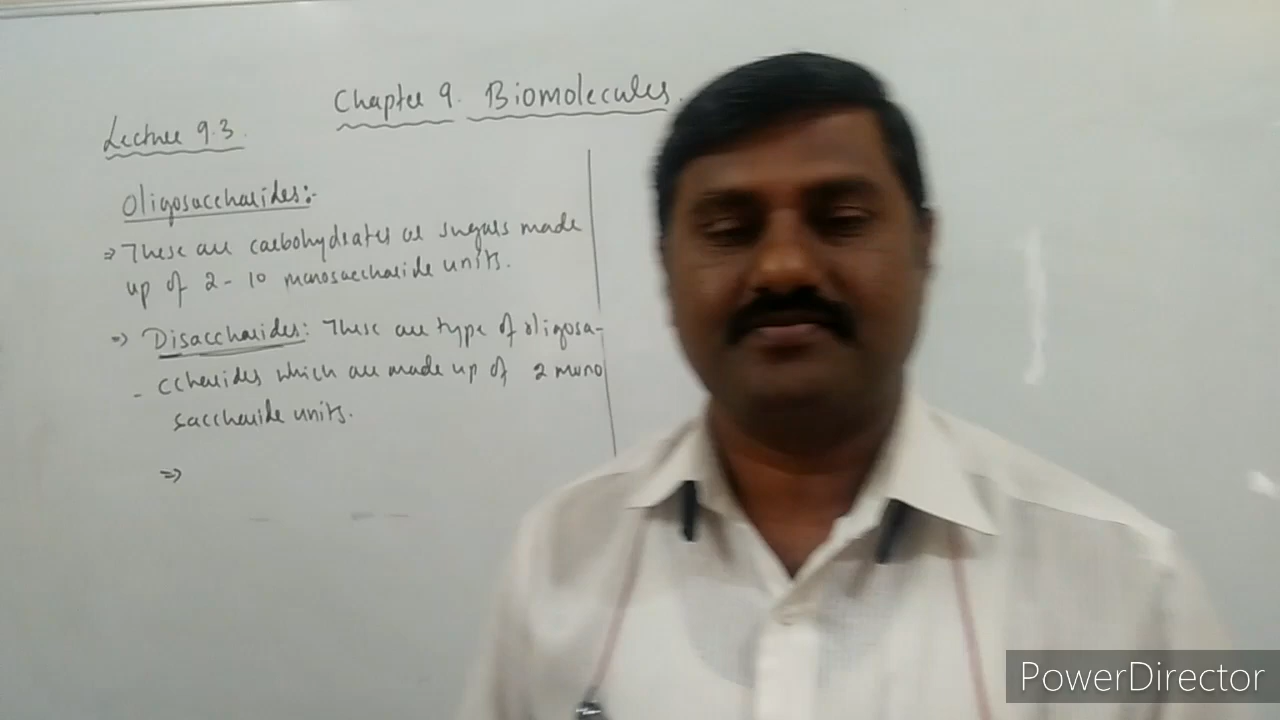 Chapter 9. Biomolecules.
Lecture 9.3.
Oligosaccharides:-
⇒ These are carbohydrates or sugars made
up of 2-10 monosaccharide units.
⇒ Disaccharides: These are type of oligosa-
- ccharides which are made up of 2 mono
saccharide units.
⇒
PowerDirector